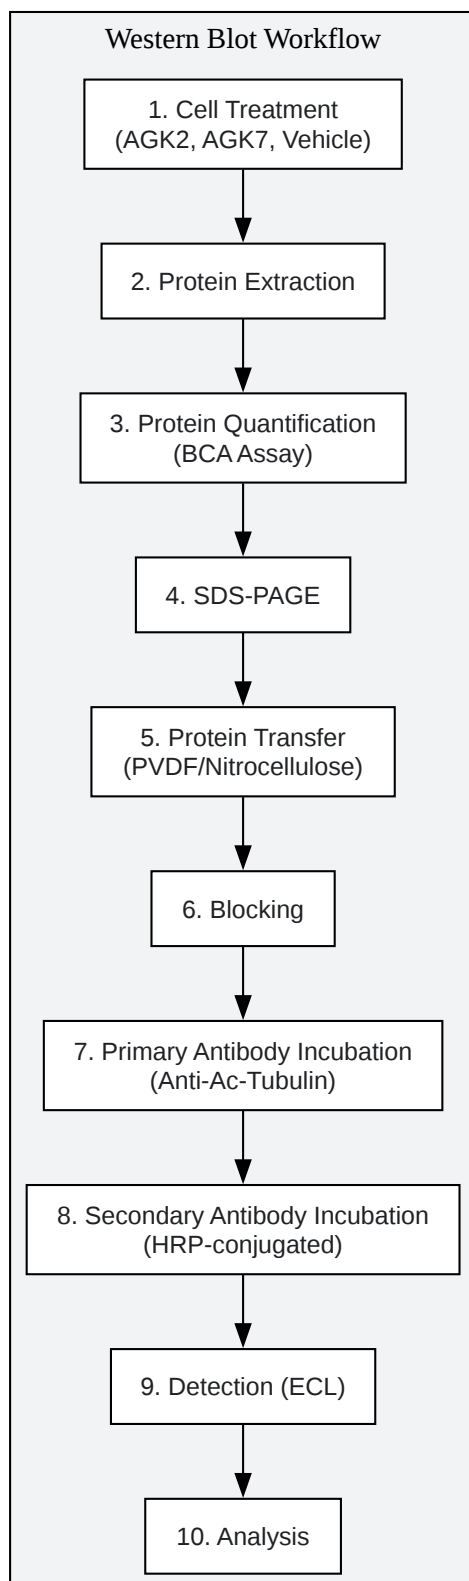 Western Blot Workflow
1. Cell Treatment
(AGK2, AGK7, Vehicle)
2. Protein Extraction
3. Protein Quantification
(BCA Assay)
4. SDS-PAGE
5. Protein Transfer
(PVDF/Nitrocellulose)
6. Blocking
7. Primary Antibody Incubation
(Anti-Ac-Tubulin)
8. Secondary Antibody Incubation
(HRP-conjugated)
9. Detection (ECL)
10. Analysis